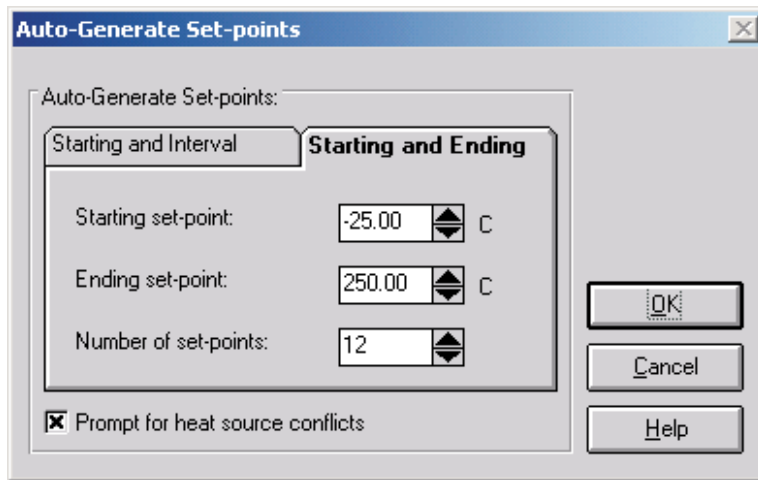 Auto-Generate Set-points
Auto-Generate Set-points:
Starting and Interval
Starting and Ending
Starting set-point:
-25.00
C
Ending set-point:
250.00
C
Number of set-points:
12
Prompt for heat source conflicts
OK
Cancel
Help